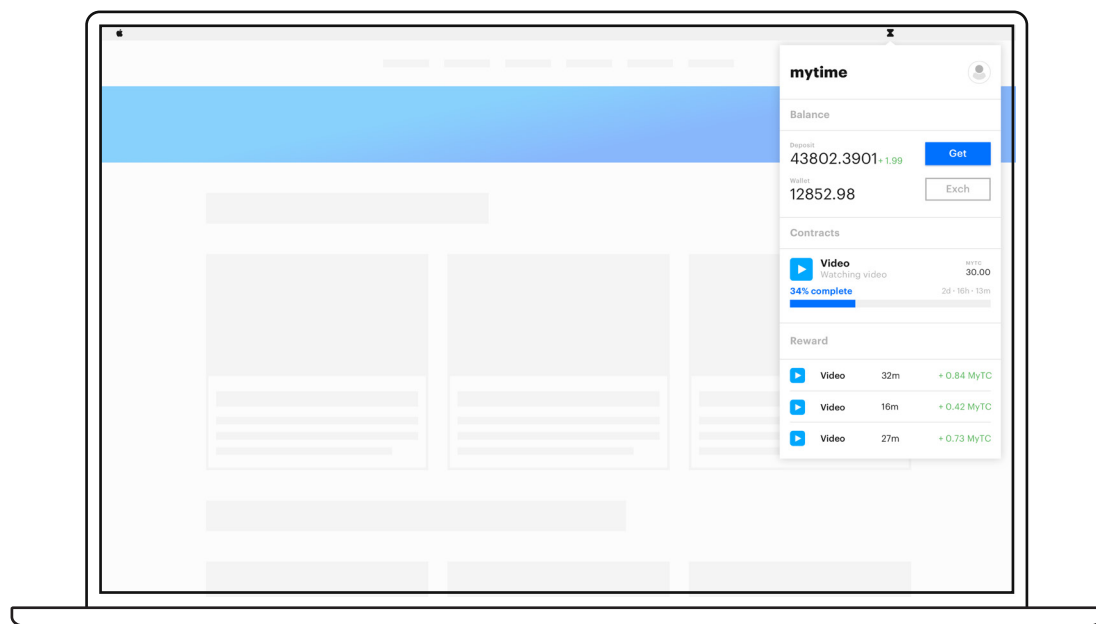 mytime
Balance
Deposit
43802.3901 + 1.99
Get
Wallet
12852.98
Exch
Contracts
Video
Watching video
MYTC
30.00
34% complete
2d · 16h · 13m
Reward
Video 32m + 0.84 MyTC
Video 16m + 0.42 MyTC
Video 27m + 0.73 MyTC